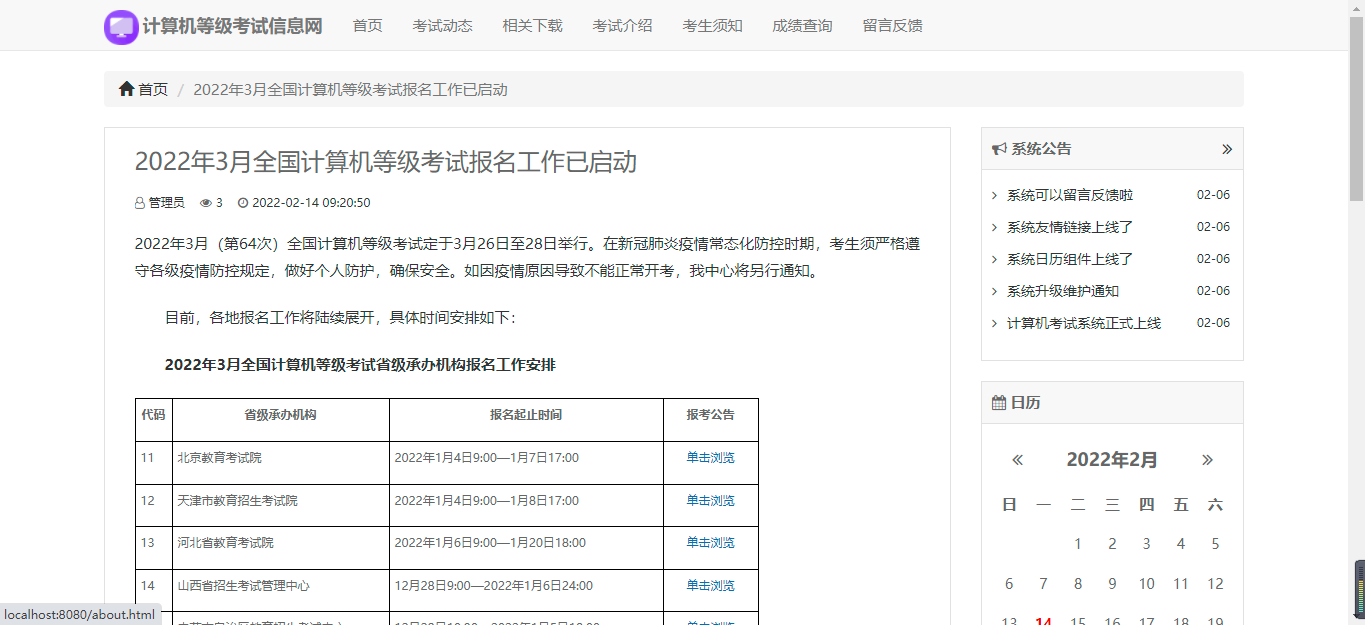 计算机等级考试信息网 首页 考试动态 相关下载 考试介绍 考生须知 成绩查询 留言反馈
首页 / 2022年3月全国计算机等级考试报名工作已启动
2022年3月全国计算机等级考试报名工作已启动
管理员 3 2022-02-14 09:20:50
2022年3月（第64次）全国计算机等级考试定于3月26日至28日举行。在新冠肺炎疫情常态化防控时期，考生须严格遵
守各级疫情防控规定，做好个人防护，确保安全。如因疫情原因导致不能正常开考，我中心将另行通知。
目前，各地报名工作将陆续展开，具体时间安排如下：
2022年3月全国计算机等级考试省级承办机构报名工作安排
代码 省级承办机构 报名起止时间 报考公告
11 北京教育考试院 2022年1月4日9:00—1月7日17:00 单击浏览
12 天津市教育招生考试院 2022年1月4日9:00—1月8日17:00 单击浏览
13 河北省教育考试院 2022年1月6日9:00—1月20日18:00 单击浏览
14 山西省招生考试管理中心 12月28日9:00—2022年1月6日24:00 单击浏览
localhost:8080/about.html
系统公告 »
系统可以留言反馈啦 02-06
系统友情链接上线了 02-06
系统日历组件上线了 02-06
系统升级维护通知 02-06
计算机考试系统正式上线 02-06
日历
« 2022年2月 »
日 一 二 三 四 五 六
1 2 3 4 5
6 7 8 9 10 11 12
13 14 15 16 17 18 19